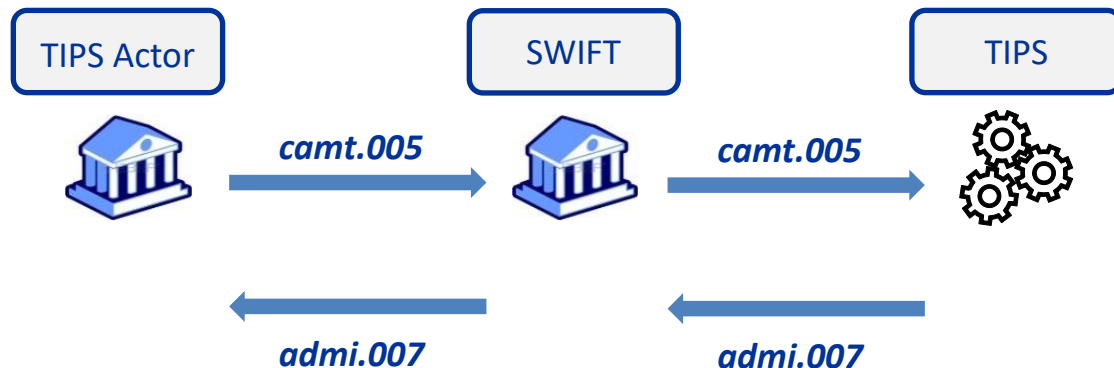 TIPS Actor
SWIFT
TIPS
camt.005
camt.005
admi.007
admi.007